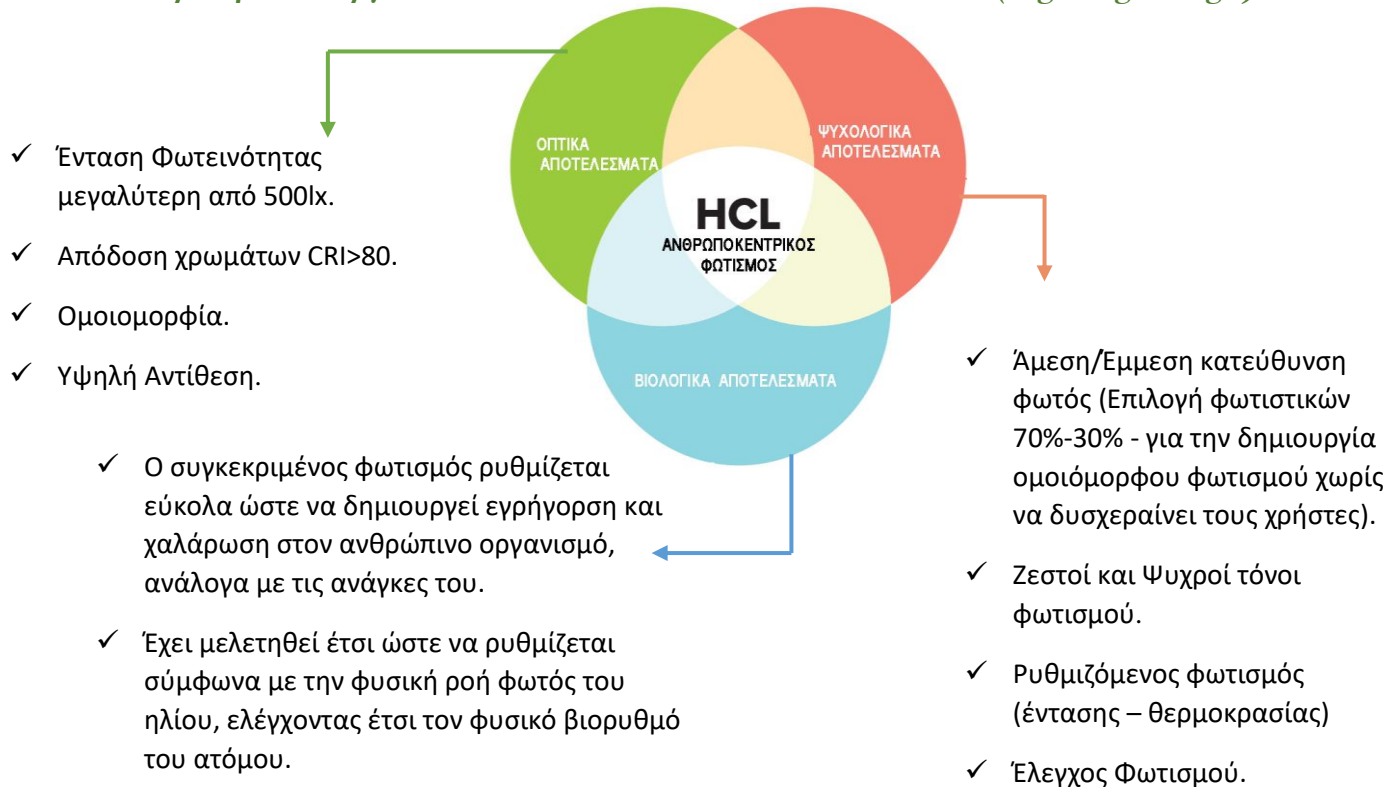 ΟΠΤΙΚΑ
ΑΠΟΤΕΛΕΣΜΑΤΑ
ΨΥΧΟΛΟΓΙΚΑ
ΑΠΟΤΕΛΕΣΜΑΤΑ
HCL
ΑΝΘΡΩΠΟΚΕΝΤΡΙΚΟΣ
ΦΩΤΙΣΜΟΣ
ΒΙΟΛΟΓΙΚΑ ΑΠΟΤΕΛΕΣΜΑΤΑ
✓ Ένταση Φωτεινότητας
μεγαλύτερη από 500lx.
✓ Απόδοση χρωμάτων CRI>80.
✓ Ομοιομορφία.
✓ Υψηλή Αντίθεση.
✓ Ο συγκεκριμένος φωτισμός ρυθμίζεται
εύκολα ώστε να δημιουργεί εγρήγορση και
χαλάρωση στον ανθρώπινο οργανισμό,
ανάλογα με τις ανάγκες του.
✓ Έχει μελετηθεί έτσι ώστε να ρυθμίζεται
σύμφωνα με την φυσική ροή φωτός του
ηλίου, ελέγχοντας έτσι τον φυσικό βιορυθμό
του ατόμου.
✓ Άμεση/Έμμεση κατεύθυνση
φωτός (Επιλογή φωτιστικών
70%-30% - για την δημιουργία
ομοιόμορφου φωτισμού χωρίς
να δυσχεραίνει τους χρήστες).
✓ Ζεστοί και Ψυχροί τόνοι
φωτισμού.
✓ Ρυθμιζόμενος φωτισμός
(έντασης – θερμοκρασίας)
✓ Έλεγχος Φωτισμού.